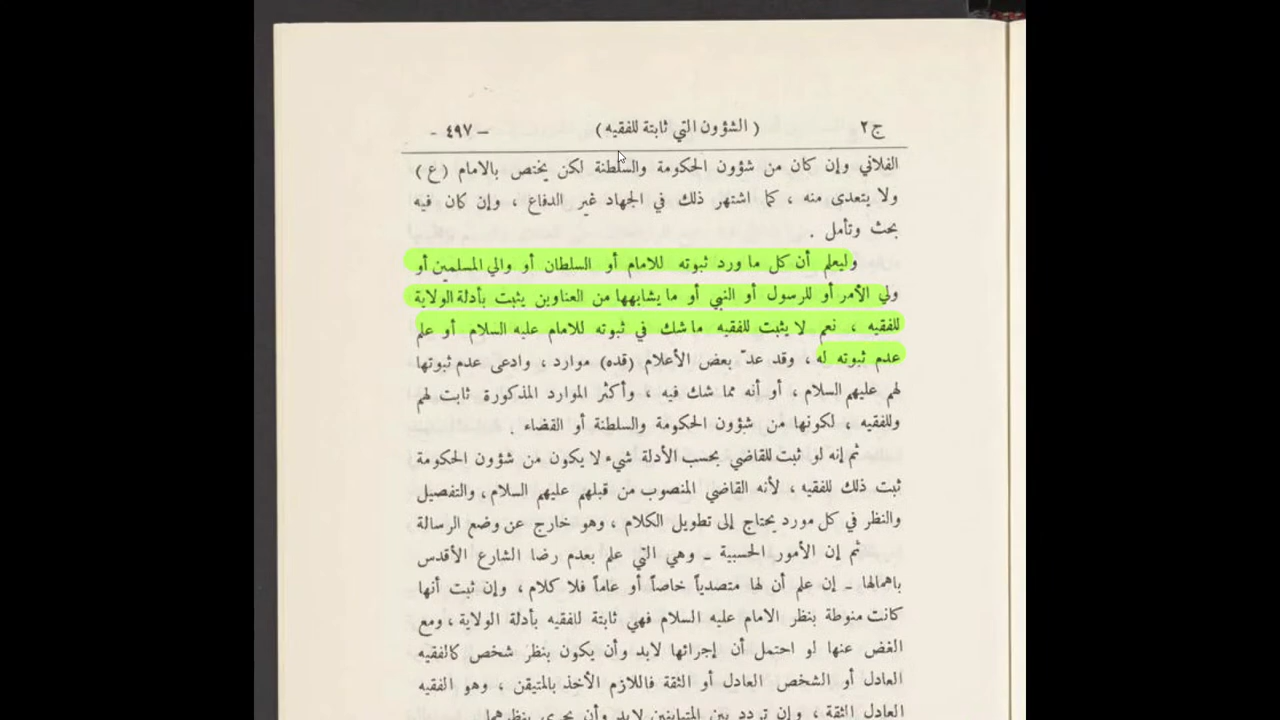 ج٢ ( الشؤون التي ثابتة للفقيه ) – ٤٩٧ -
الفلاني وإن كان من شؤون الحكومة والسلطنة لكن يختص بالامام (ع)
ولا يتعدى منه ، كما اشتهر ذلك في الجهاد غير الدفاع ، وإن كان فيه
بحث وتأمل .
وليعلم أن كل ما ورد ثبوته للامام أو السلطان أو والي المسلمين أو
ولي الأمر أو للرسول أو النبي أو ما يشابهها من العناوين يثبت بأدلة الولاية
للفقيه ، نعم لا يثبت للفقيه ما شك في ثبوته للامام عليه السلام أو علم
عدم ثبوته له ، وقد عدّ بعض الأعلام (قده) موارد ، وادعى عدم ثبوتها
لهم عليهم السلام ، أو أنه مما شك فيه ، وأكثر الموارد المذكورة ثابت لهم
وللفقيه ، لكونها من شؤون الحكومة والسلطنة أو القضاء .
ثم إنه لو ثبت للقاضي بحسب الأدلة شيء لا يكون من شؤون الحكومة
ثبت ذلك للفقيه ، لأنه القاضي المنصوب من قبلهم عليهم السلام ، والتفصيل
والنظر في كل مورد يحتاج إلى تطويل الكلام ، وهو خارج عن وضع الرسالة
ثم إن الأمور الحسبية ـ وهي التي علم بعدم رضا الشارع الأقدس
باهمالها ـ إن علم أن لها متصدياً خاصاً أو عاماً فلا كلام ، وإن ثبت أنها
كانت منوطة بنظر الامام عليه السلام فهي ثابتة للفقيه بأدلة الولاية ، ومع
الغض عنها لو احتمل أن إجرائها لابد وأن يكون بنظر شخص كالفقيه
العادل أو الشخص العادل أو الثقة فاللازم الأخذ بالمتيقن ، وهو الفقيه
العادل الثقة ، وإن تردد بين المتباينين لابد وأن يجري بنظرهما